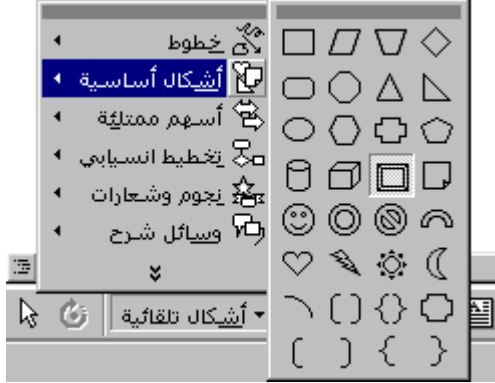 خطوط
أشكال أساسية
أسهم ممتلئة
تخطيط انسيابي
نجوم وشعارات
وسائل شرح
أشكال تلقائية